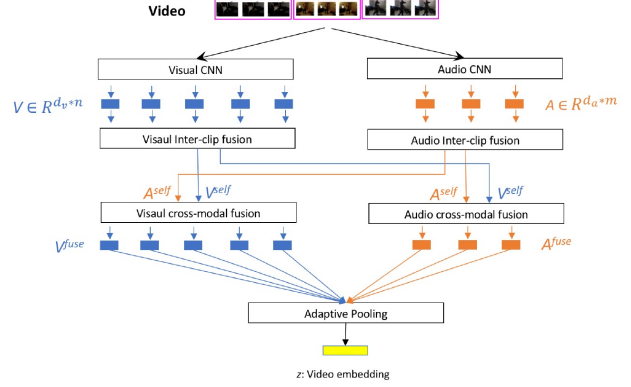 Video
Visual CNN
Audio CNN
V ∈ R^{d_v*n}
A ∈ R^{d_a*m}
Visaul Inter-clip fusion
Audio Inter-clip fusion
A^{self}
V^{self}
A^{self}
V^{self}
Visaul cross-modal fusion
Audio cross-modal fusion
V^{fuse}
A^{fuse}
Adaptive Pooling
z: Video embedding